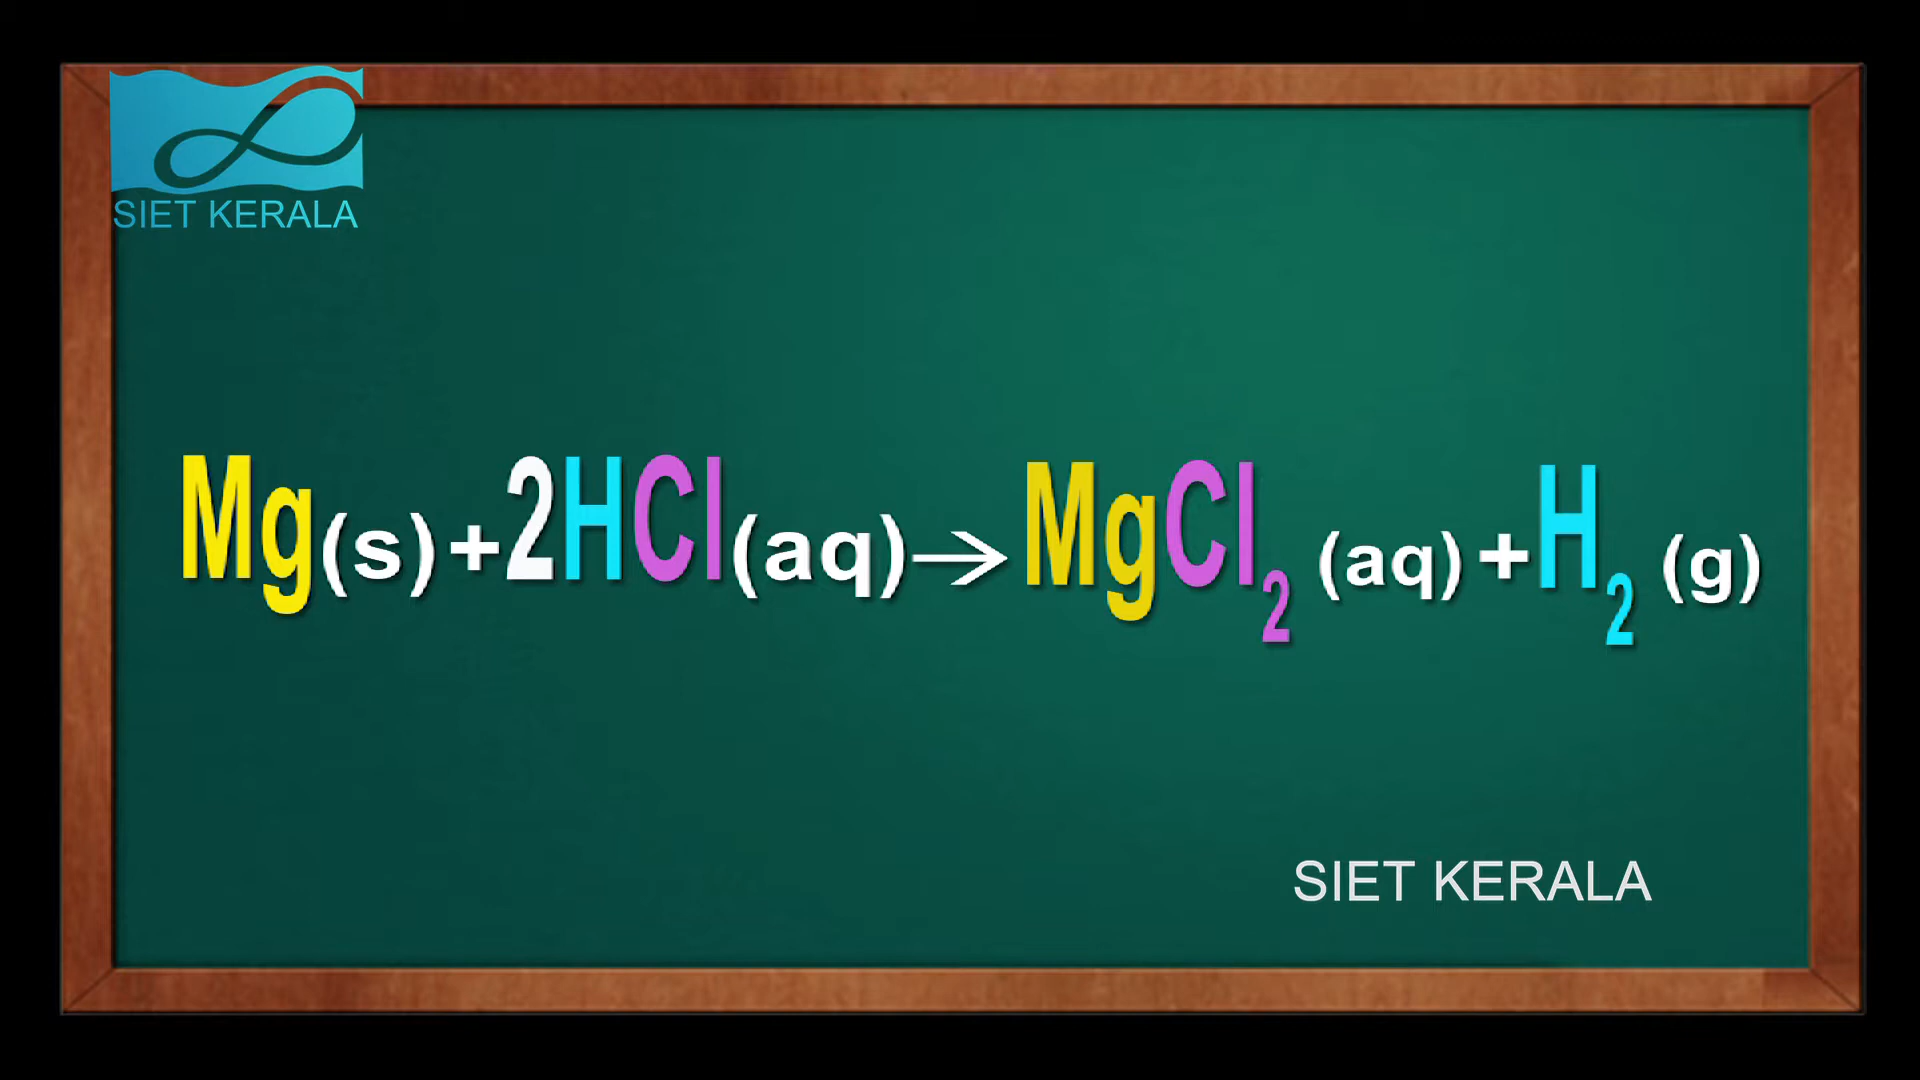 SIET KERALA
Mg(s)+2HCl(aq)→MgCl₂ (aq)+H₂ (g)
SIET KERALA